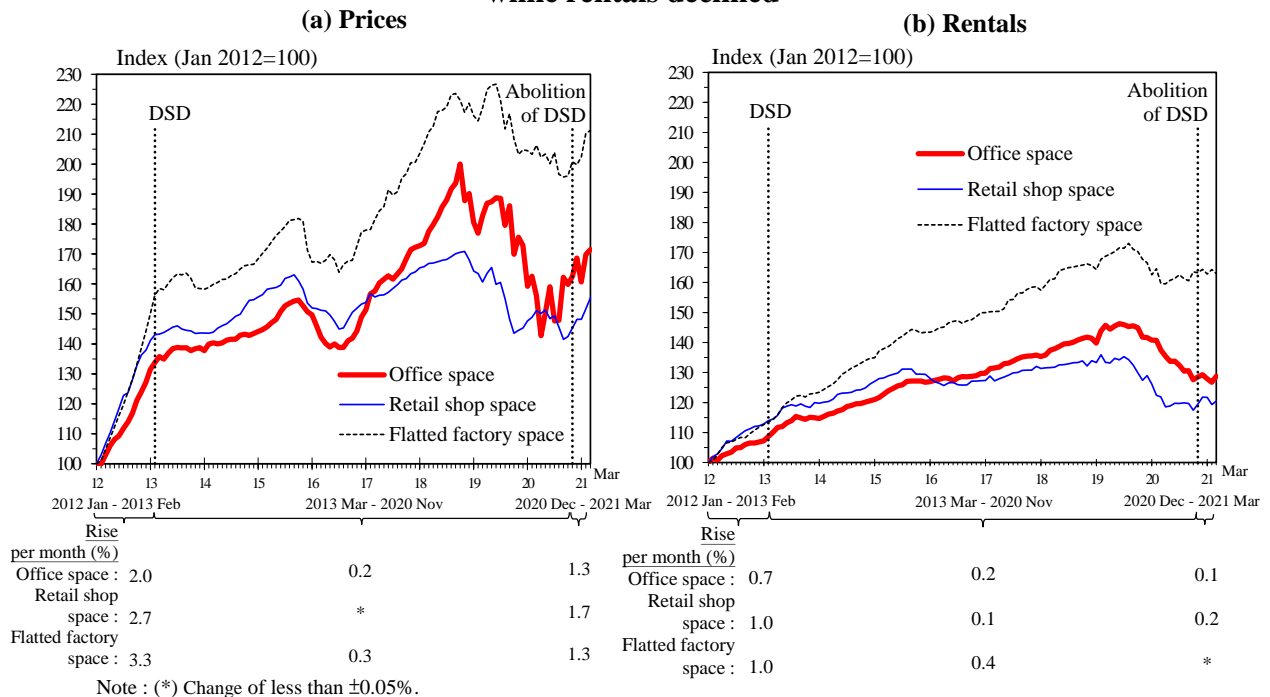 (a) Prices
Index (Jan 2012=100)
230
220
210
200
190
180
170
160
150
140
130
120
110
100
DSD
Abolition
of DSD
Office space
Retail shop space
Flatted factory space
12 13 14 15 16 17 18 19 20 21
Mar
2012 Jan - 2013 Feb 2013 Mar - 2020 Nov 2020 Dec - 2021 Mar
Rise
per month (%)
Office space : 2.0 0.2 1.3
Retail shop
space : 2.7 * 1.7
Flatted factory
space : 3.3 0.3 1.3
Note : (*) Change of less than ±0.05%.
(b) Rentals
Index (Jan 2012=100)
230
220
210
200
190
180
170
160
150
140
130
120
110
100
DSD
Abolition
of DSD
Office space
Retail shop space
Flatted factory space
12 13 14 15 16 17 18 19 20 21
Mar
2012 Jan - 2013 Feb 2013 Mar - 2020 Nov 2020 Dec - 2021 Mar
Rise
per month (%)
Office space : 0.7 0.2 0.1
Retail shop
space : 1.0 0.1 0.2
Flatted factory
space : 1.0 0.4 *